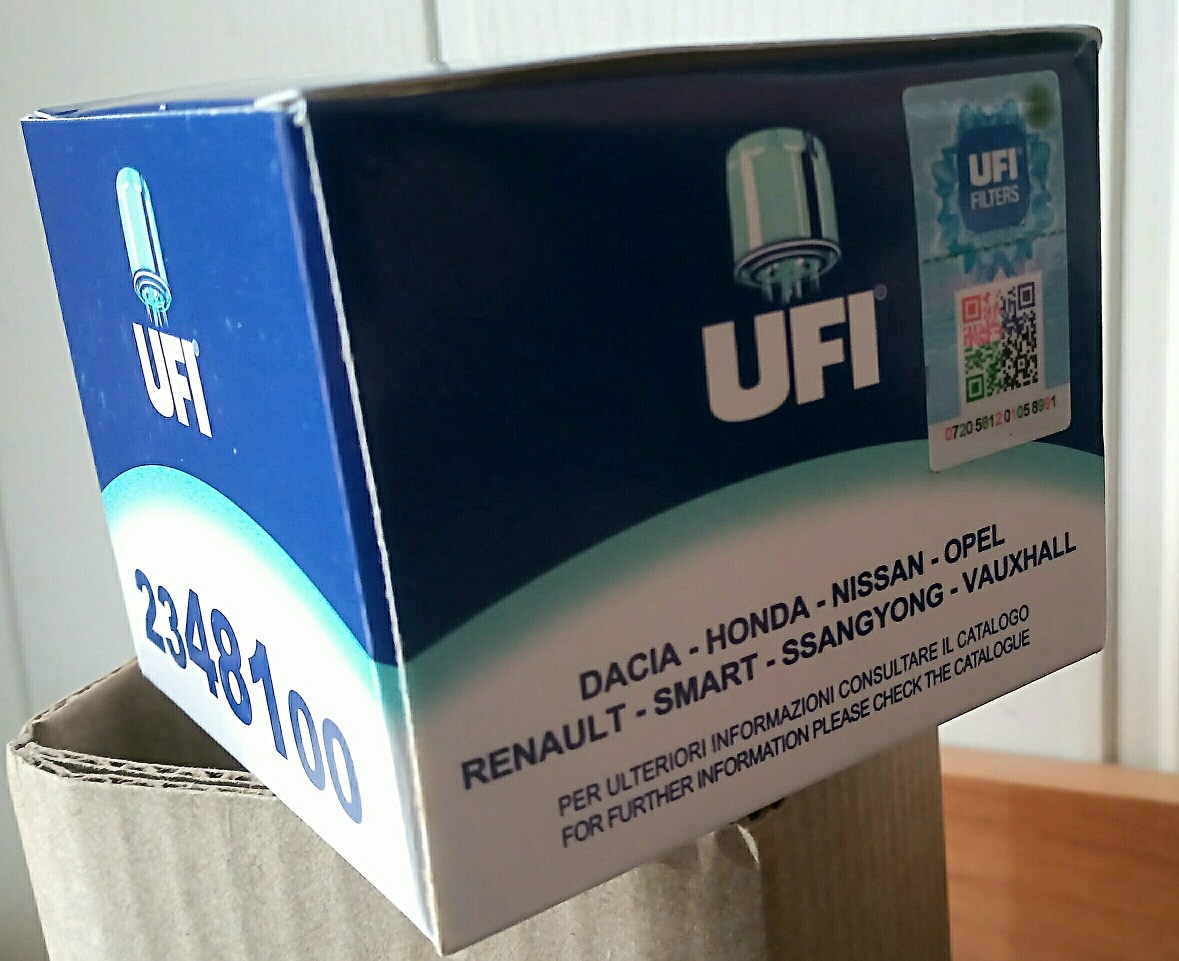 UFI
2348100
UFI
UFI
FILTERS
0720 5812 0105 8991
DACIA - HONDA - NISSAN - OPEL
RENAULT - SMART - SSANGYONG - VAUXHALL
PER ULTERIORI INFORMAZIONI CONSULTARE IL CATALOGO
FOR FURTHER INFORMATION PLEASE CHECK THE CATALOGUE